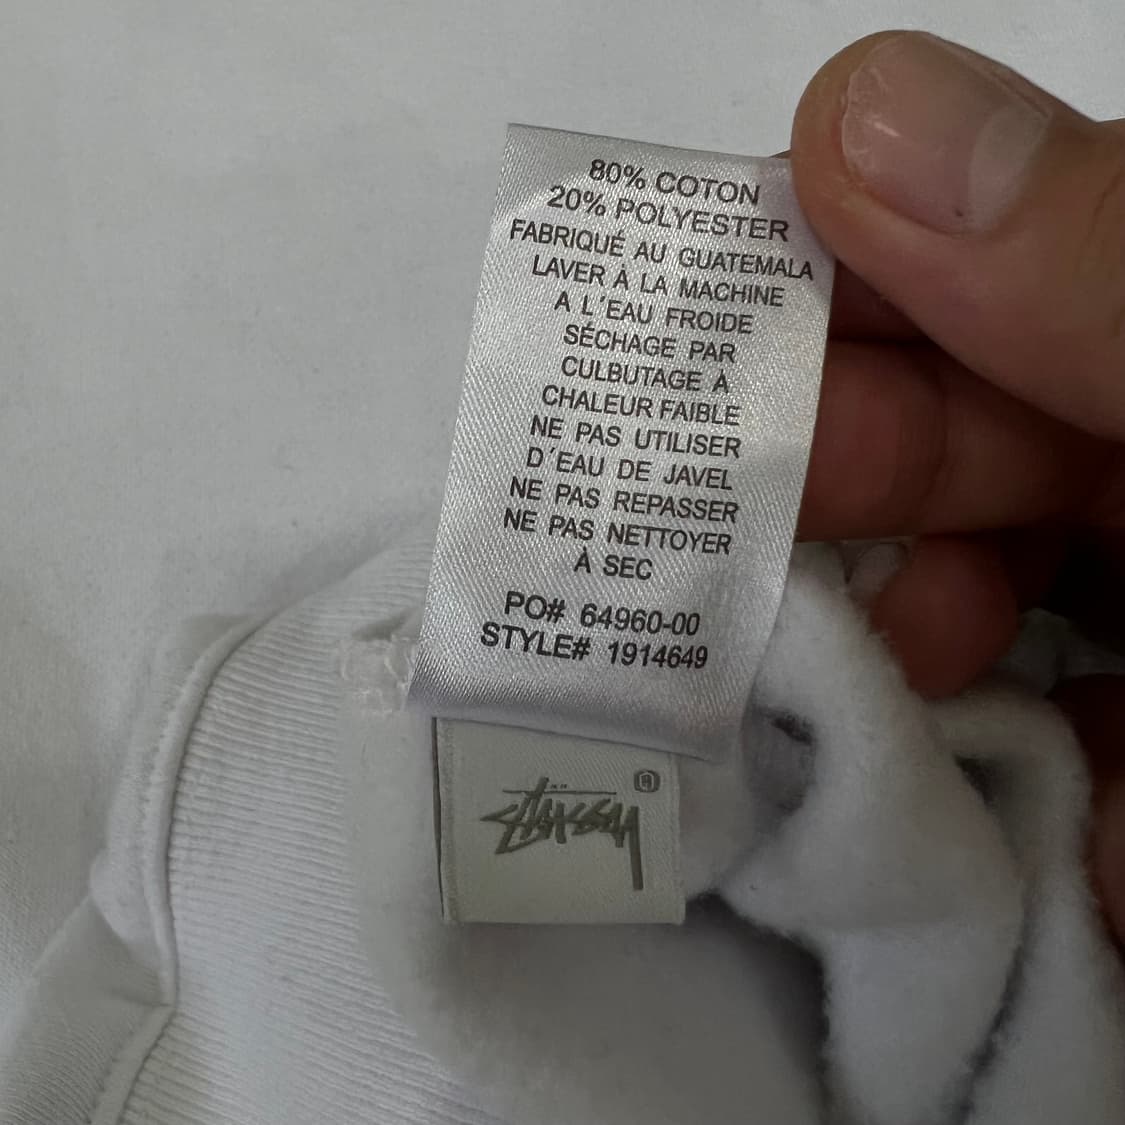 80% COTON
20% POLYESTER
FABRIQUÉ AU GUATEMALA
LAVER À LA MACHINE
A L'EAU FROIDE
SÉCHAGE PAR
CULBUTAGE À
CHALEUR FAIBLE
NE PAS UTILISER
D'EAU DE JAVEL
NE PAS REPASSER
NE PAS NETTOYER
À SEC
PO# 64960-00
STYLE# 1914649
STÜSSY ®